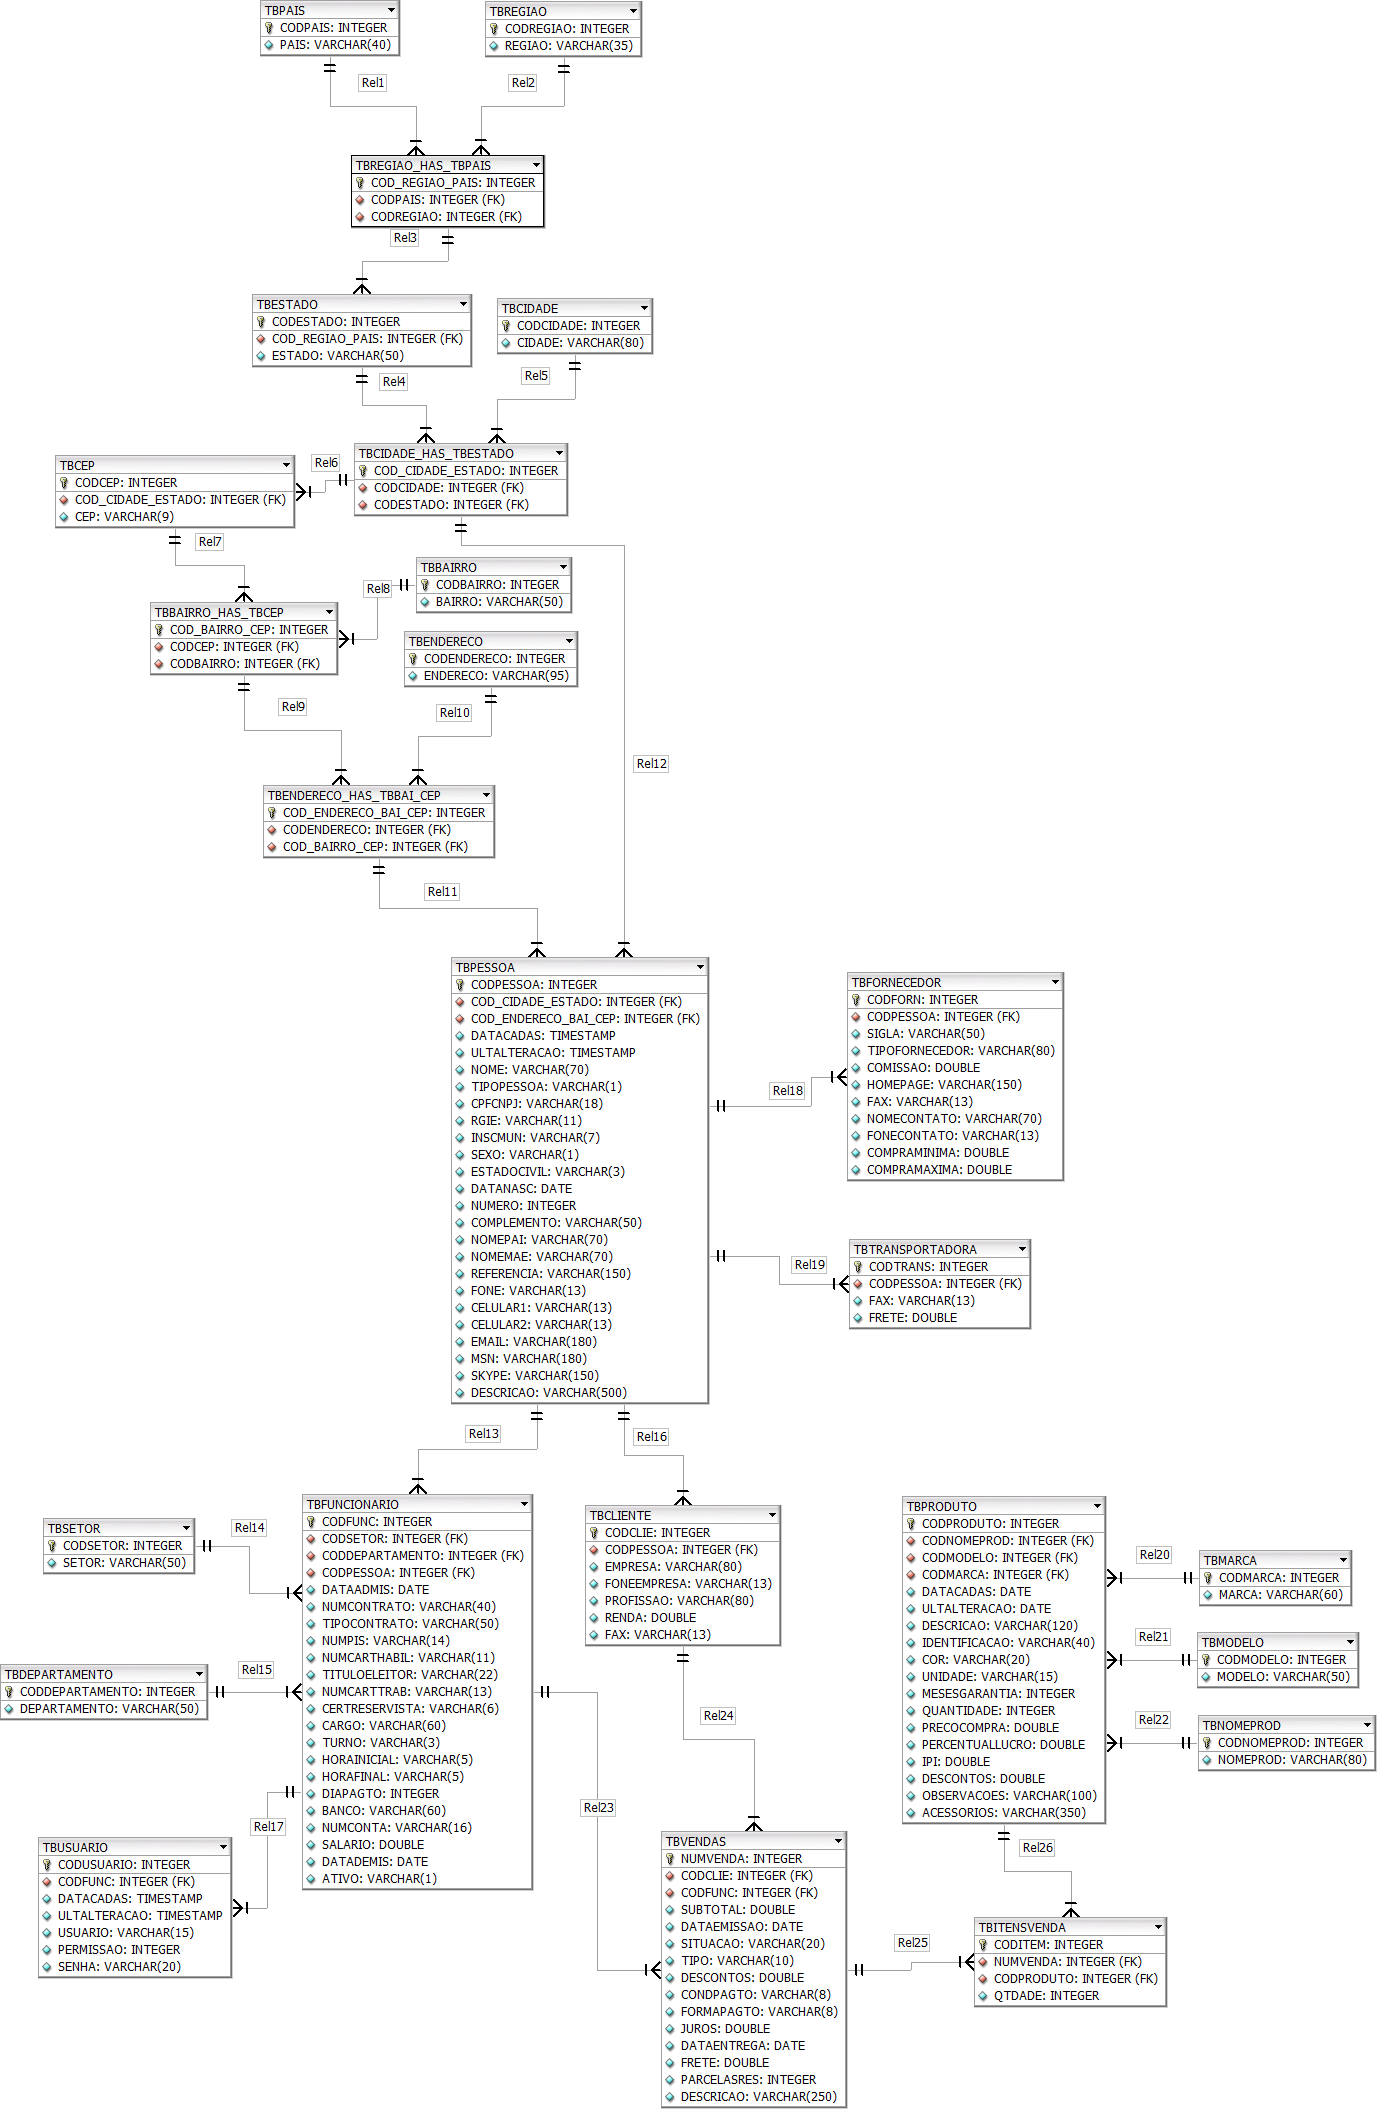 TBPAIS
CODPAIS: INTEGER
PAIS: VARCHAR(40)
TBREGIAO
CODREGIAO: INTEGER
REGIAO: VARCHAR(35)
Rel1
Rel2
TBREGIAO_HAS_TBPAIS
COD_REGIAO_PAIS: INTEGER
CODPAIS: INTEGER (FK)
CODREGIAO: INTEGER (FK)
Rel3
TBESTADO
CODESTADO: INTEGER
COD_REGIAO_PAIS: INTEGER (FK)
ESTADO: VARCHAR(50)
TBCIDADE
CODCIDADE: INTEGER
CIDADE: VARCHAR(80)
Rel4
Rel5
TBCIDADE_HAS_TBESTADO
COD_CIDADE_ESTADO: INTEGER
CODCIDADE: INTEGER (FK)
CODESTADO: INTEGER (FK)
Rel6
TBCEP
CODCEP: INTEGER
COD_CIDADE_ESTADO: INTEGER (FK)
CEP: VARCHAR(9)
Rel7
TBBAIRRO
CODBAIRRO: INTEGER
BAIRRO: VARCHAR(50)
Rel8
TBBAIRRO_HAS_TBCEP
COD_BAIRRO_CEP: INTEGER
CODCEP: INTEGER (FK)
CODBAIRRO: INTEGER (FK)
TBENDERECO
CODENDERECO: INTEGER
ENDERECO: VARCHAR(95)
Rel9
Rel10
Rel12
TBENDERECO_HAS_TBBAI_CEP
COD_ENDERECO_BAI_CEP: INTEGER
CODENDERECO: INTEGER (FK)
COD_BAIRRO_CEP: INTEGER (FK)
Rel11
TBPESSOA
CODPESSOA: INTEGER
COD_CIDADE_ESTADO: INTEGER (FK)
COD_ENDERECO_BAI_CEP: INTEGER (FK)
DATACADAS: TIMESTAMP
ULTALTERACAO: TIMESTAMP
NOME: VARCHAR(70)
TIPOPESSOA: VARCHAR(1)
CPFCNPJ: VARCHAR(18)
RGIE: VARCHAR(11)
INSCMUN: VARCHAR(7)
SEXO: VARCHAR(1)
ESTADOCIVIL: VARCHAR(3)
DATANASC: DATE
NUMERO: INTEGER
COMPLEMENTO: VARCHAR(50)
NOMEPAI: VARCHAR(70)
NOMEMAE: VARCHAR(70)
REFERENCIA: VARCHAR(150)
FONE: VARCHAR(13)
CELULAR1: VARCHAR(13)
CELULAR2: VARCHAR(13)
EMAIL: VARCHAR(180)
MSN: VARCHAR(180)
SKYPE: VARCHAR(150)
DESCRICAO: VARCHAR(500)
Rel18
TBFORNECEDOR
CODFORN: INTEGER
CODPESSOA: INTEGER (FK)
SIGLA: VARCHAR(50)
TIPOFORNECEDOR: VARCHAR(80)
COMISSAO: DOUBLE
HOMEPAGE: VARCHAR(150)
FAX: VARCHAR(13)
NOMECONTATO: VARCHAR(70)
FONECONTATO: VARCHAR(13)
COMPRAMINIMA: DOUBLE
COMPRAMAXIMA: DOUBLE
Rel19
TBTRANSPORTADORA
CODTRANS: INTEGER
CODPESSOA: INTEGER (FK)
FAX: VARCHAR(13)
FRETE: DOUBLE
Rel13
Rel16
TBSETOR
CODSETOR: INTEGER
SETOR: VARCHAR(50)
Rel14
TBFUNCIONARIO
CODFUNC: INTEGER
CODSETOR: INTEGER (FK)
CODDEPARTAMENTO: INTEGER (FK)
CODPESSOA: INTEGER (FK)
DATAADMIS: DATE
NUMCONTRATO: VARCHAR(40)
TIPOCONTRATO: VARCHAR(50)
NUMPIS: VARCHAR(14)
NUMCARTHABIL: VARCHAR(11)
TITULOELEITOR: VARCHAR(22)
NUMCARTTRAB: VARCHAR(13)
CERTRESERVISTA: VARCHAR(6)
CARGO: VARCHAR(60)
TURNO: VARCHAR(3)
HORAINICIAL: VARCHAR(5)
HORAFINAL: VARCHAR(5)
DIAPAGTO: INTEGER
BANCO: VARCHAR(60)
NUMCONTA: VARCHAR(16)
SALARIO: DOUBLE
DATADEMIS: DATE
ATIVO: VARCHAR(1)
TBDEPARTAMENTO
CODDEPARTAMENTO: INTEGER
DEPARTAMENTO: VARCHAR(50)
Rel15
Rel17
TBUSUARIO
CODUSUARIO: INTEGER
CODFUNC: INTEGER (FK)
DATACADAS: TIMESTAMP
ULTALTERACAO: TIMESTAMP
USUARIO: VARCHAR(15)
PERMISSAO: INTEGER
SENHA: VARCHAR(20)
TBCLIENTE
CODCLIE: INTEGER
CODPESSOA: INTEGER (FK)
EMPRESA: VARCHAR(80)
FONEEMPRESA: VARCHAR(13)
PROFISSAO: VARCHAR(80)
RENDA: DOUBLE
FAX: VARCHAR(13)
Rel24
Rel23
TBVENDAS
NUMVENDA: INTEGER
CODCLIE: INTEGER (FK)
CODFUNC: INTEGER (FK)
SUBTOTAL: DOUBLE
DATAEMISSAO: DATE
SITUACAO: VARCHAR(20)
TIPO: VARCHAR(10)
DESCONTOS: DOUBLE
CONDPAGTO: VARCHAR(8)
FORMAPAGTO: VARCHAR(8)
JUROS: DOUBLE
DATAENTREGA: DATE
FRETE: DOUBLE
PARCELASRES: INTEGER
DESCRICAO: VARCHAR(250)
TBPRODUTO
CODPRODUTO: INTEGER
CODNOMEPROD: INTEGER (FK)
CODMODELO: INTEGER (FK)
CODMARCA: INTEGER (FK)
DATACADAS: DATE
ULTALTERACAO: DATE
DESCRICAO: VARCHAR(120)
IDENTIFICACAO: VARCHAR(40)
COR: VARCHAR(20)
UNIDADE: VARCHAR(15)
MESESGARANTIA: INTEGER
QUANTIDADE: INTEGER
PRECOCOMPRA: DOUBLE
PERCENTUALLUCRO: DOUBLE
IPI: DOUBLE
DESCONTOS: DOUBLE
OBSERVACOES: VARCHAR(100)
ACESSORIOS: VARCHAR(350)
Rel20
TBMARCA
CODMARCA: INTEGER
MARCA: VARCHAR(60)
Rel21
TBMODELO
CODMODELO: INTEGER
MODELO: VARCHAR(50)
Rel22
TBNOMEPROD
CODNOMEPROD: INTEGER
NOMEPROD: VARCHAR(80)
Rel26
Rel25
TBITENSVENDA
CODITEM: INTEGER
NUMVENDA: INTEGER (FK)
CODPRODUTO: INTEGER (FK)
QTDADE: INTEGER